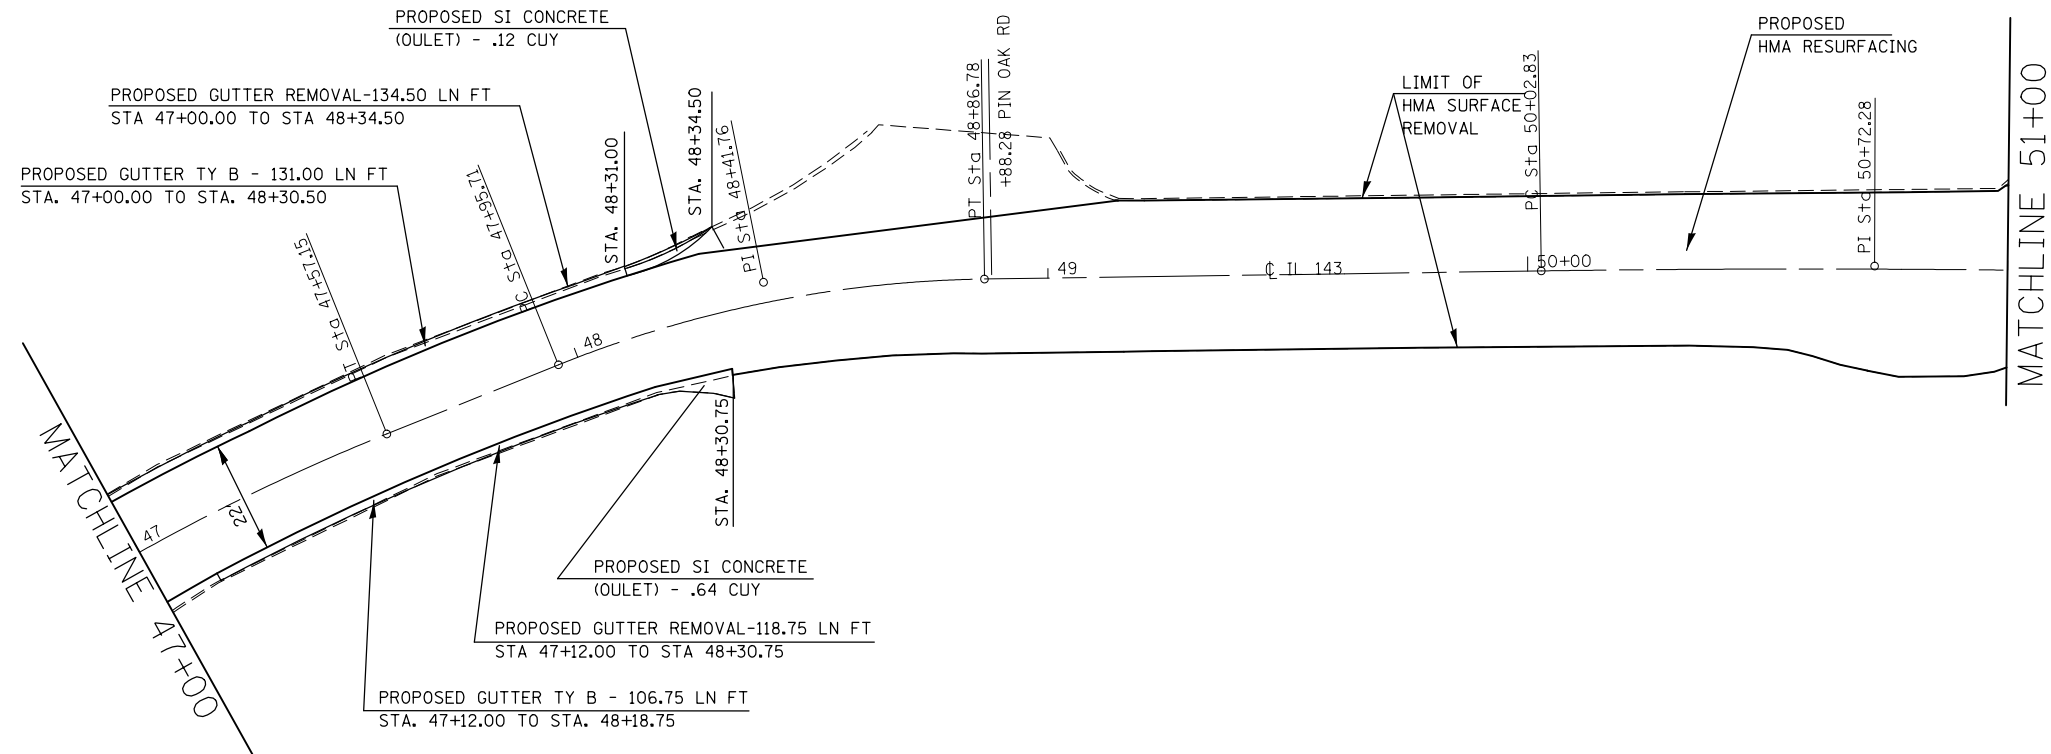 PROPOSED SI CONCRETE
(OULET) - .12 CUY
PROPOSED GUTTER REMOVAL-134.50 LN FT
STA 47+00.00 TO STA 48+34.50
PROPOSED GUTTER TY B - 131.00 LN FT
STA. 47+00.00 TO STA. 48+30.50
PT Sta 47+57.15
PC Sta 47+95.71
STA. 48+31.00
STA. 48+34.50
PI Sta 48+41.76
PT Sta 48+86.78
+88.28 PIN OAK RD
LIMIT OF
HMA SURFACE
REMOVAL
PC Sta 50+02.83
PROPOSED
HMA RESURFACING
PI Sta 50+72.28
MATCHLINE 51+00
47
48
49
℄ IL 143
50+00
22'
MATCHLINE 47+00
STA. 48+30.75
PROPOSED SI CONCRETE
(OULET) - .64 CUY
PROPOSED GUTTER REMOVAL-118.75 LN FT
STA 47+12.00 TO STA 48+30.75
PROPOSED GUTTER TY B - 106.75 LN FT
STA. 47+12.00 TO STA. 48+18.75